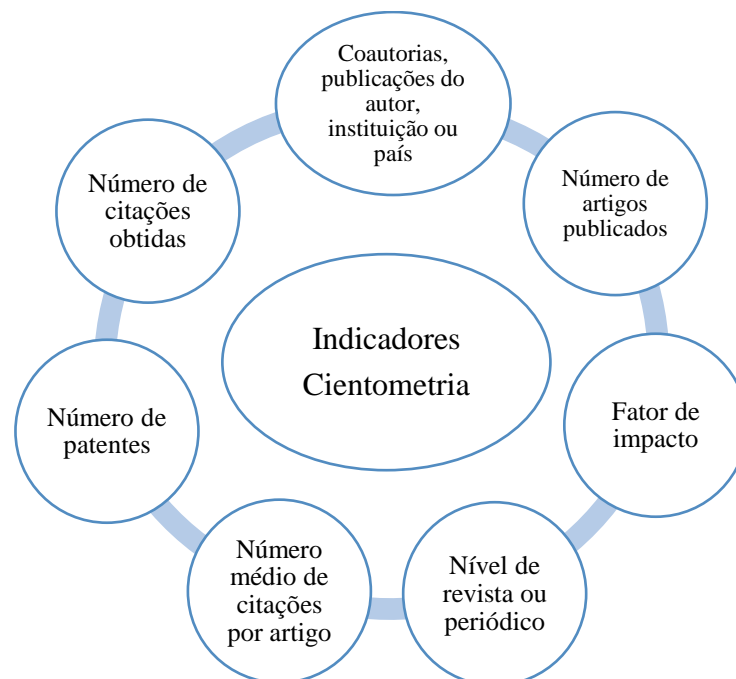 Coautorias,
publicações do
autor,
instituição ou
país
Número de
artigos
publicados
Fator de
impacto
Nível de
revista ou
periódico
Número
médio de
citações
por artigo
Número de
patentes
Número de
citações
obtidas
Indicadores
Cientometria